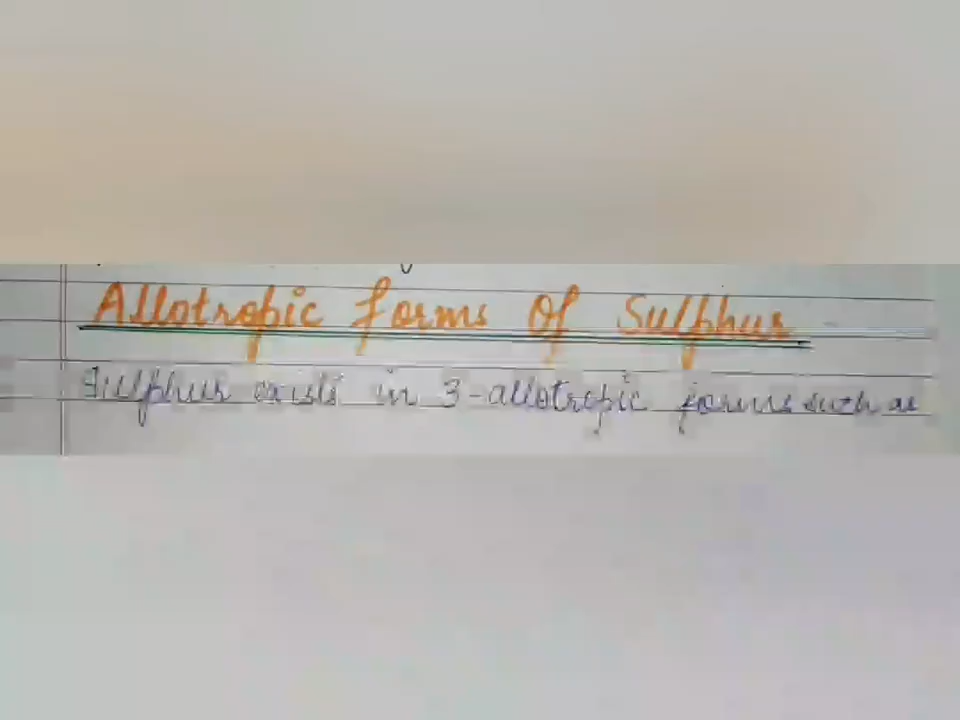 Allotropic forms Of Sulphur
Sulphur exists in 3-allotropic forms such as